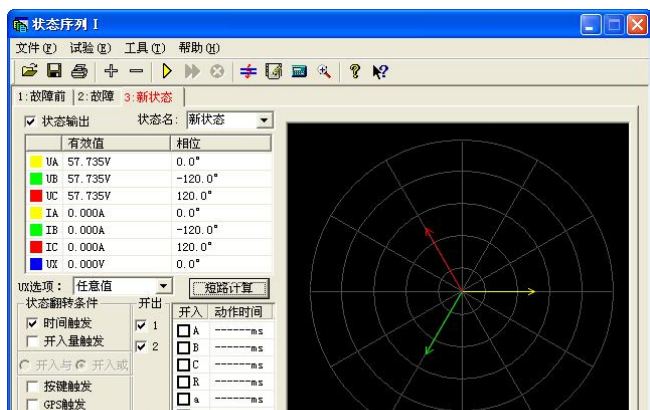 状态序列 I
文件(F) 试验(E) 工具(T) 帮助(H)
1:故障前 2:故障 3:新状态
状态输出 状态名: 新状态
有效值 相位
UA 57.735V 0.0°
UB 57.735V -120.0°
UC 57.735V 120.0°
IA 0.000A 0.0°
IB 0.000A -120.0°
IC 0.000A 120.0°
UX 0.000V 0.0°
UX选项: 任意值 短路计算
状态翻转条件 开出 开入 动作时间
时间触发 1 A ------ms
开入量触发 2 B ------ms
开入与 开入或 C ------ms
按键触发 R ------ms
GPS触发 a ------ms